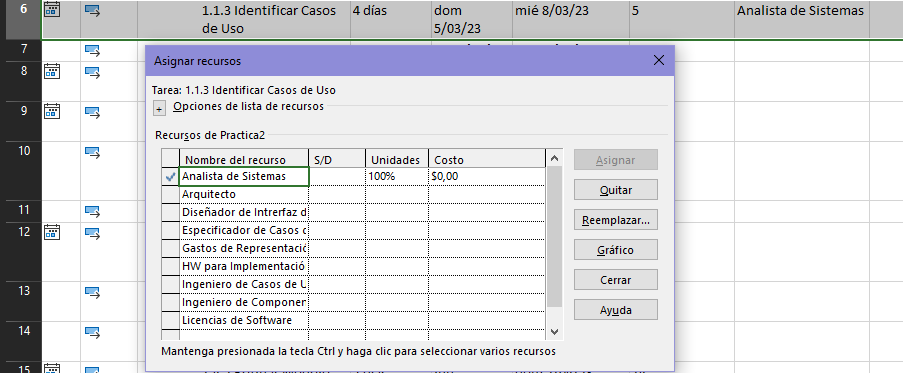 6 1.1.3 Identificar Casos de Uso 4 días dom 5/03/23 mié 8/03/23 5 Analista de Sistemas
7
Asignar recursos
8
Tarea: 1.1.3 Identificar Casos de Uso
+ Opciones de lista de recursos
9
Recursos de Practica2
10
Nombre del recurso S/D Unidades Costo
Asignar
Analista de Sistemas 100% $0,00
Arquitecto
Quitar
11
Diseñador de Intrerfaz d
Reemplazar...
12
Especificador de Casos d
Gastos de Representació
Gráfico
HW para Implementació
13
Ingeniero de Casos de U
Cerrar
Ingeniero de Componen
Licencias de Software
Ayuda
14
Mantenga presionada la tecla Ctrl y haga clic para seleccionar varios recursos
15